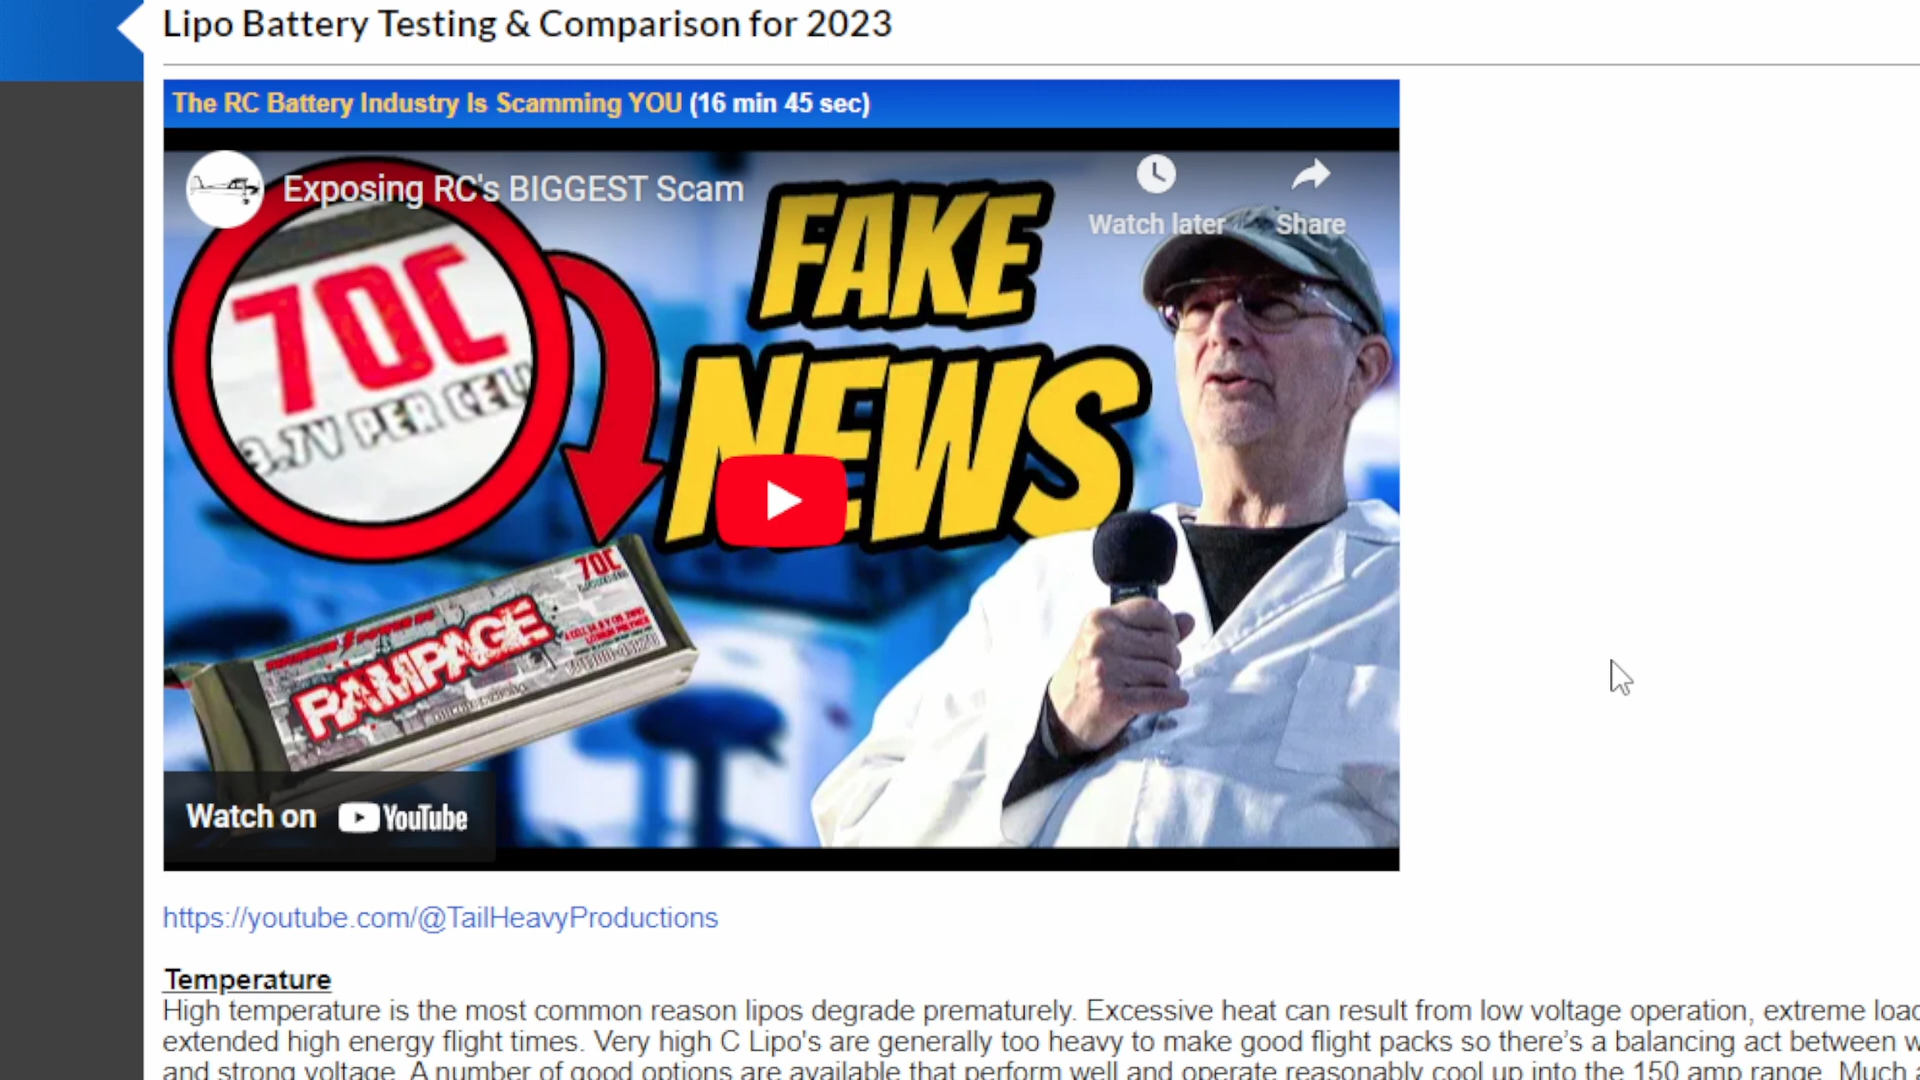 Lipo Battery Testing & Comparison for 2023
The RC Battery Industry Is Scamming YOU (16 min 45 sec)
Exposing RC's BIGGEST Scam
Watch later
Share
FAKE
NEWS
70C
3.7V PER CELL
70C
RAMPAGE
Watch on YouTube
https://youtube.com/@TailHeavyProductions
Temperature
High temperature is the most common reason lipos degrade prematurely. Excessive heat can result from low voltage operation, extreme
extended high energy flight times. Very high C Lipo's are generally too heavy to make good flight packs so there's a balancing act between
and strong voltage. A number of good options are available that perform well and operate reasonably cool up into the 150 amp range. Much